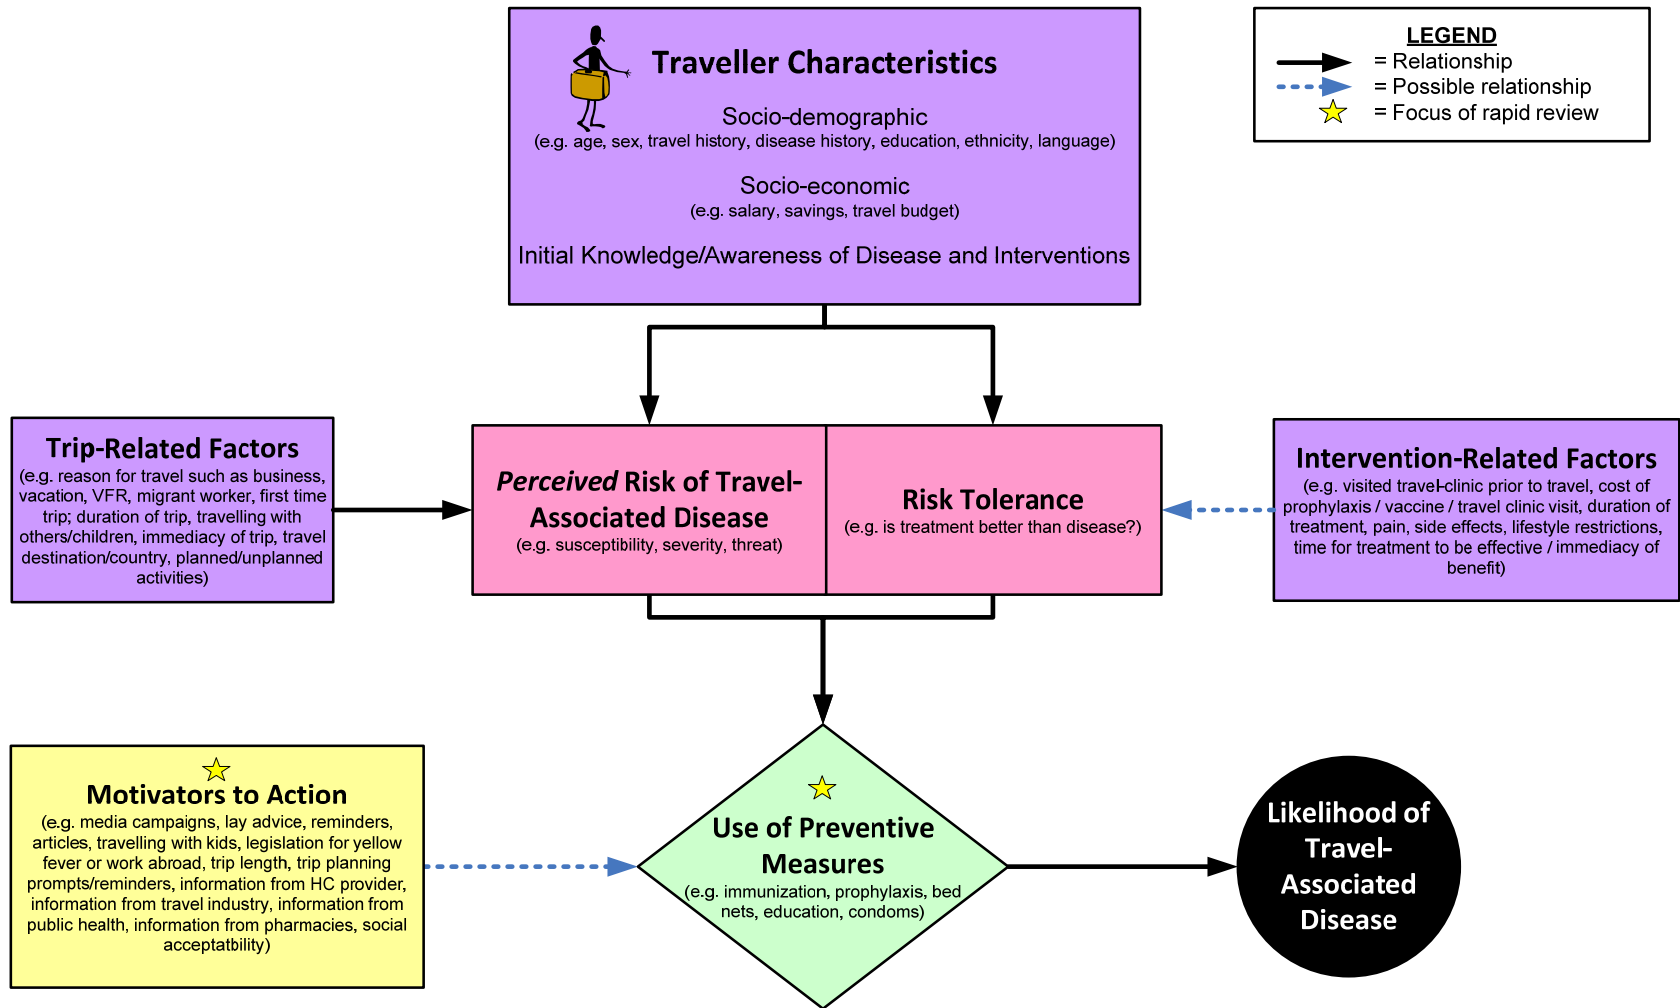 Traveller Characteristics
Socio-demographic
(e.g. age, sex, travel history, disease history, education, ethnicity, language)
Socio-economic
(e.g. salary, savings, travel budget)
Initial Knowledge/Awareness of Disease and Interventions
LEGEND
= Relationship
= Possible relationship
= Focus of rapid review
Trip-Related Factors
(e.g. reason for travel such as business,
vacation, VFR, migrant worker, first time
trip; duration of trip, travelling with
others/children, immediacy of trip, travel
destination/country, planned/unplanned
activities)
Perceived Risk of Travel-
Associated Disease
(e.g. susceptibility, severity, threat)
Risk Tolerance
(e.g. is treatment better than disease?)
Intervention-Related Factors
(e.g. visited travel-clinic prior to travel, cost of
prophylaxis / vaccine / travel clinic visit, duration of
treatment, pain, side effects, lifestyle restrictions,
time for treatment to be effective / immediacy of
benefit)
Motivators to Action
(e.g. media campaigns, lay advice, reminders,
articles, travelling with kids, legislation for yellow
fever or work abroad, trip length, trip planning
prompts/reminders, information from HC provider,
information from travel industry, information from
public health, information from pharmacies, social
acceptatbility)
Use of Preventive
Measures
(e.g. immunization, prophylaxis, bed
nets, education, condoms)
Likelihood of
Travel-
Associated
Disease